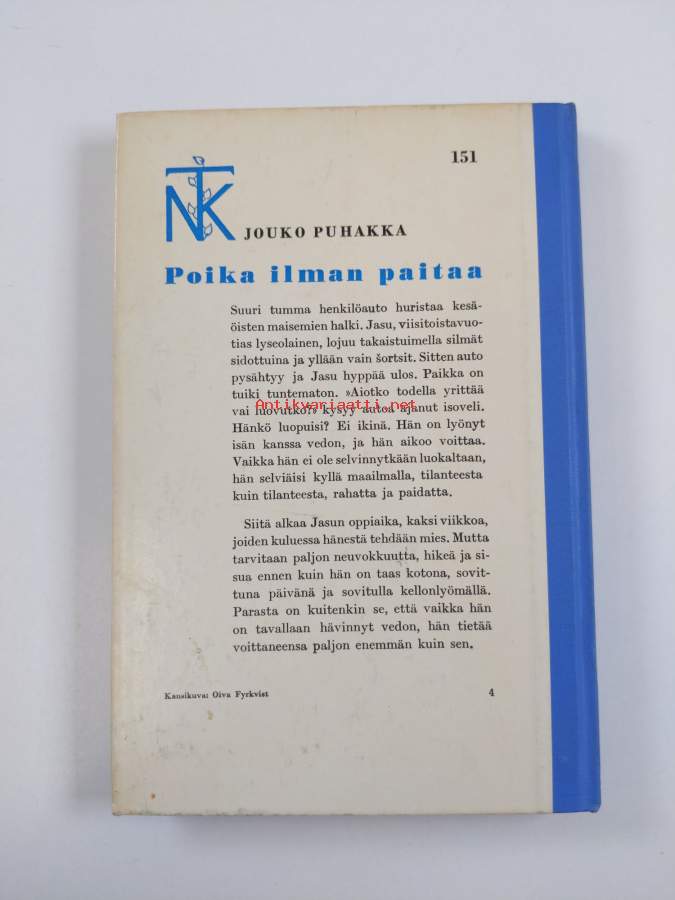 151
NTK
JOUKO PUHAKKA
Poika ilman paitaa
Suuri tumma henkilöauto huristaa kesä-
öisten maisemien halki. Jasu, viisitoistavuo-
tias lyseolainen, lojuu takaistuimella silmät
sidottuina ja yllään vain šortsit. Sitten auto
pysähtyy ja Jasu hyppää ulos. Paikka on
tuiki tuntematon. »Aiotko todella yrittää
Antikvariaatti.net
vai luovutko?» kysyy autoa ajanut isoveli.
Hänkö luopuisi? Ei ikinä. Hän on lyönyt
isän kanssa vedon, ja hän aikoo voittaa.
Vaikka hän ei ole selvinnytkään luokaltaan,
hän selviäisi kyllä maailmalla, tilanteesta
kuin tilanteesta, rahatta ja paidatta.
Siitä alkaa Jasun oppiaika, kaksi viikkoa,
joiden kuluessa hänestä tehdään mies. Mutta
tarvitaan paljon neuvokkuutta, hikeä ja si-
sua ennen kuin hän on taas kotona, sovit-
tuna päivänä ja sovitulla kellonlyömällä.
Parasta on kuitenkin se, että vaikka hän
on tavallaan hävinnyt vedon, hän tietää
voittaneensa paljon enemmän kuin sen.
Kansikuva: Oiva Fyrkvist
4